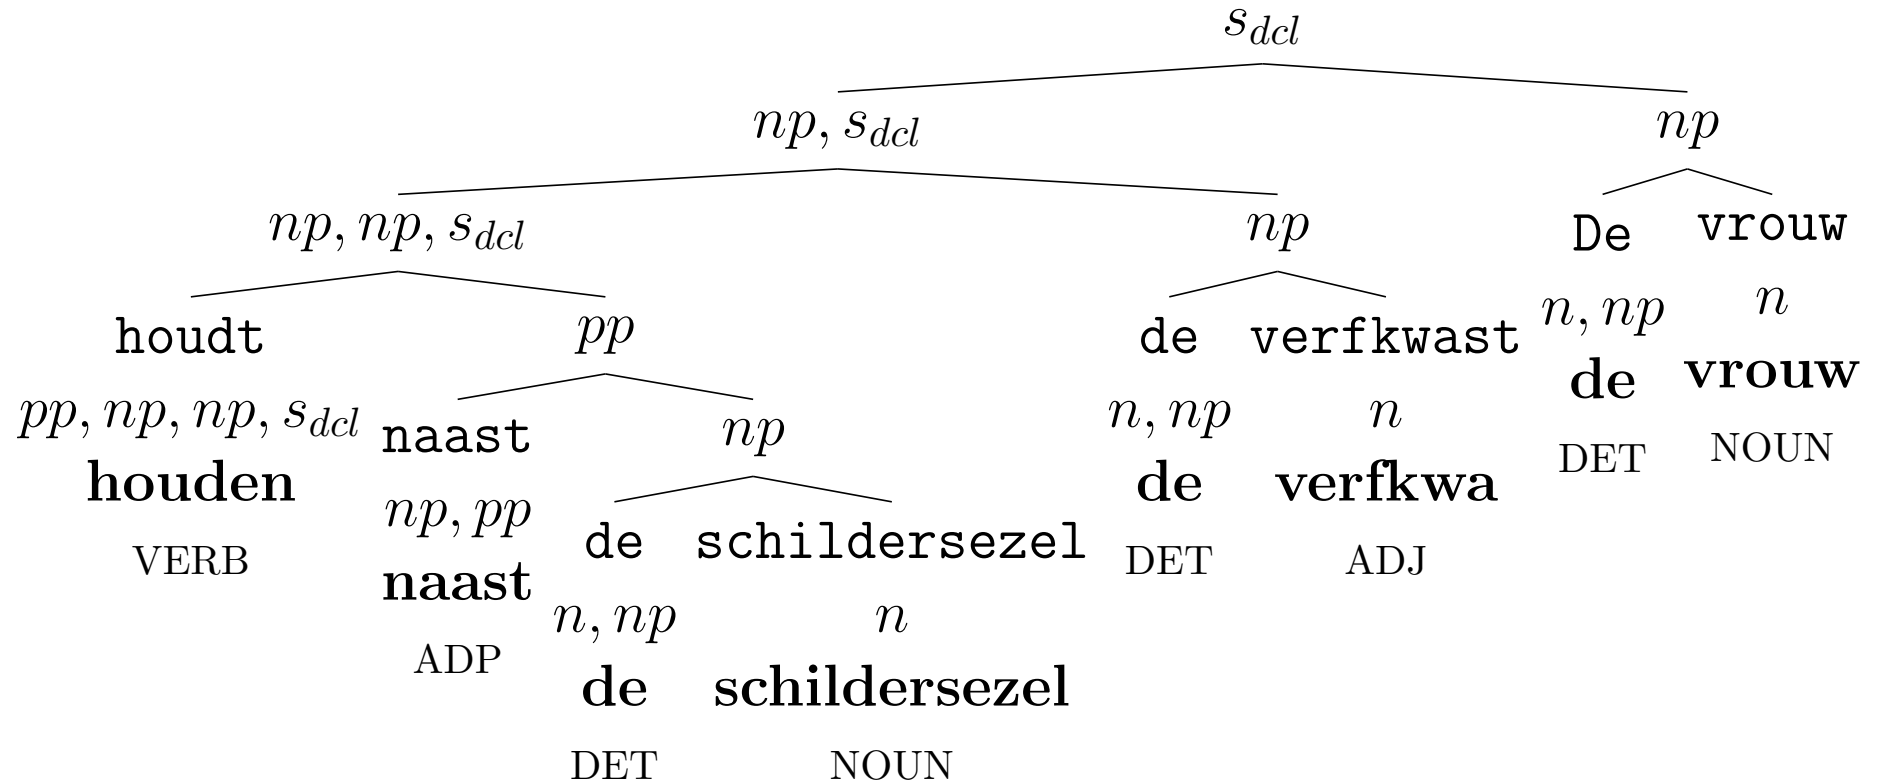 s_dcl
np, s_dcl np
np, np, s_dcl np De vrouw
houdt pp de verfkwast n, np n
pp, np, np, s_dcl naast np n, np n de vrouw
houden np, pp de schildersezel de verfkwa DET NOUN
VERB naast n, np n DET ADJ
ADP de schildersezel
DET NOUN